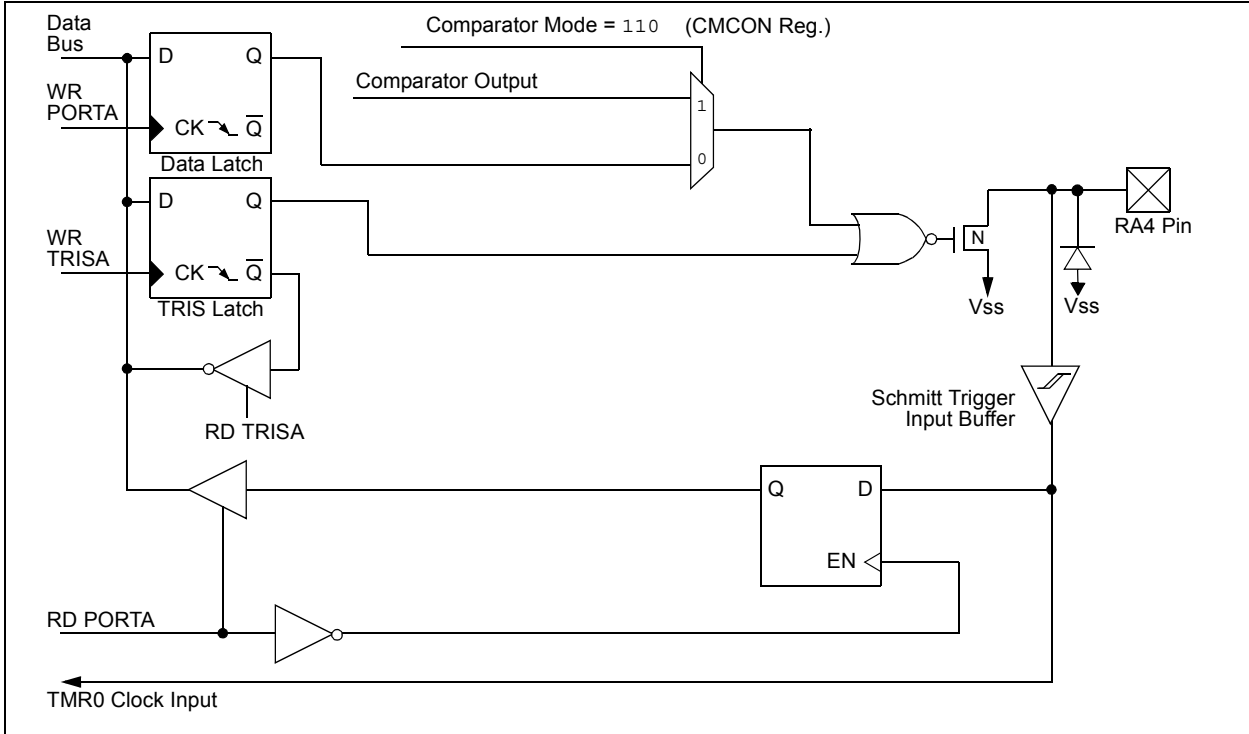 Data
Bus
Comparator Mode = 110 (CMCON Reg.)
Comparator Output
D Q
WR
PORTA
CK Q̅
Data Latch
1
0
D Q
WR
TRISA
CK Q̅
TRIS Latch
N
RA4 Pin
Vss
Vss
RD TRISA
Schmitt Trigger
Input Buffer
Q D
EN
RD PORTA
TMR0 Clock Input